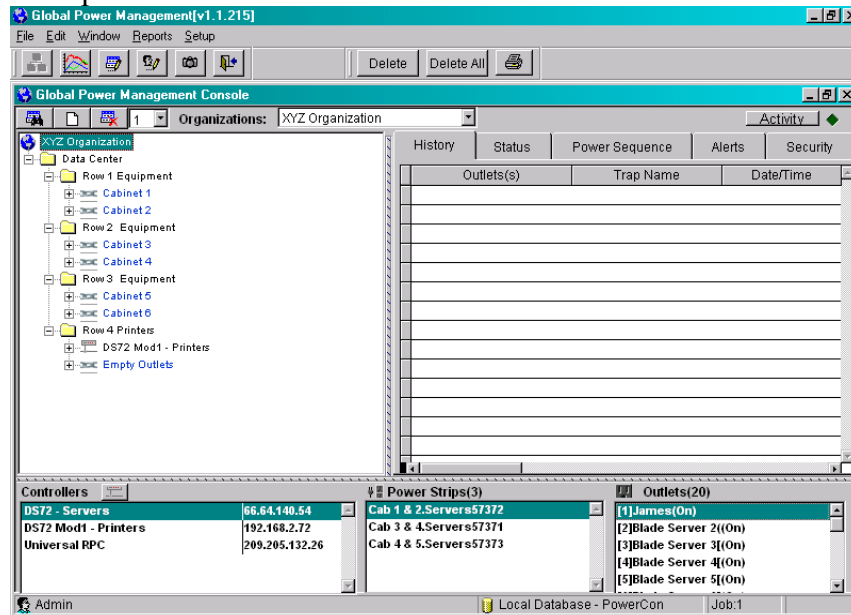 Global Power Management[v1.1.215]
File Edit Window Reports Setup
Delete Delete All
Global Power Management Console
1 Organizations: XYZ Organization Activity
XYZ Organization
Data Center
Row 1 Equipment
Cabinet 1
Cabinet 2
Row 2 Equipment
Cabinet 3
Cabinet 4
Row 3 Equipment
Cabinet 5
Cabinet 6
Row 4 Printers
DS72 Mod1 - Printers
Empty Outlets
History Status Power Sequence Alerts Security
Outlets(s) Trap Name Date/Time
Controllers
DS72 - Servers 66.64.140.54
DS72 Mod1 - Printers 192.168.2.72
Universal RPC 209.205.132.26
Power Strips(3)
Cab 1 & 2.Servers57372
Cab 3 & 4.Servers57371
Cab 4 & 5.Servers57373
Outlets(20)
[1]James(On)
[2]Blade Server 2((On)
[3]Blade Server 3[(On)
[4]Blade Server 4[(On)
[5]Blade Server 5[(On)
Admin Local Database - PowerCon Job:1